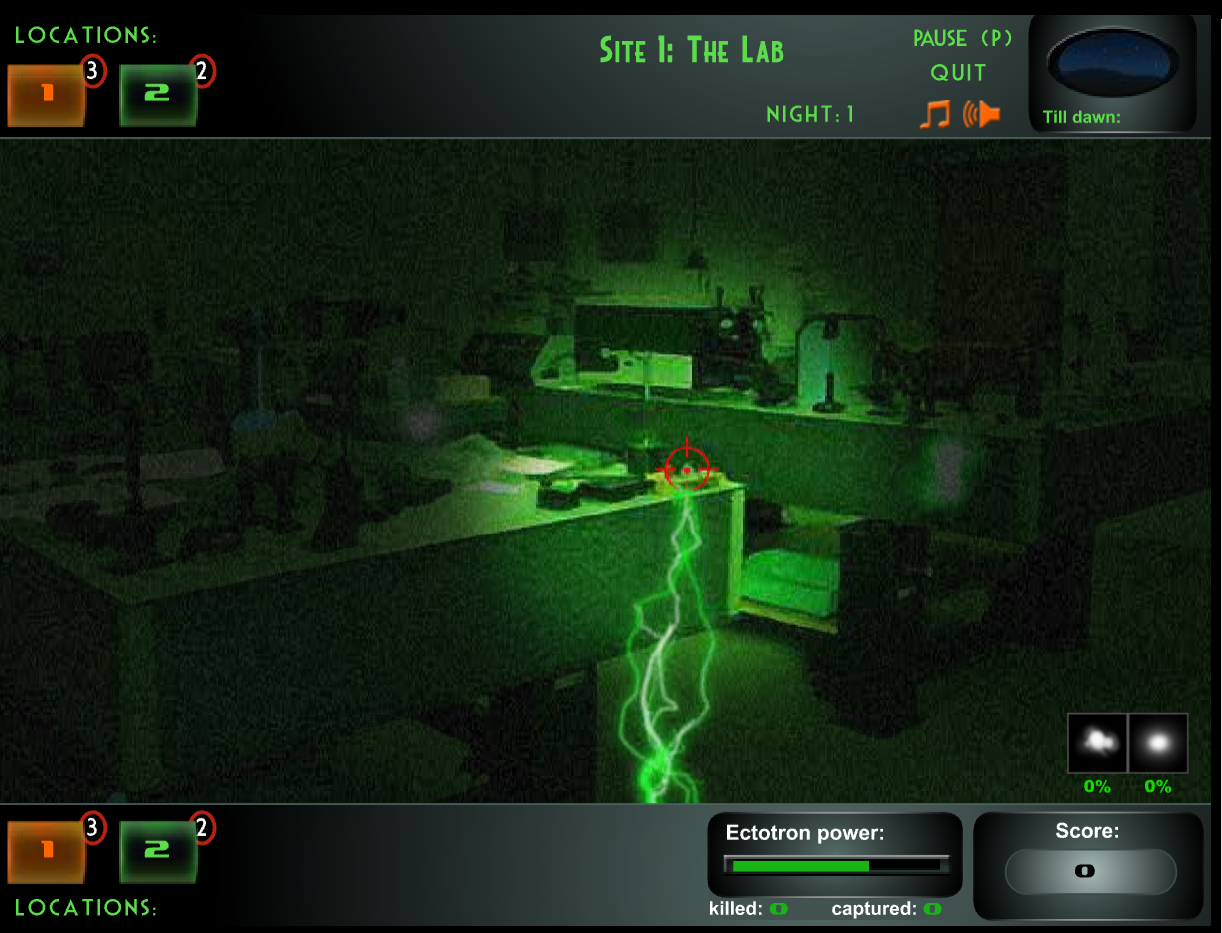 LOCATIONS:
1 3 2 2
SITE 1: THE LAB
NIGHT: 1
PAUSE (P)
QUIT
Till dawn:
0% 0%
1 3 2 2
LOCATIONS:
Ectotron power:
killed: 0 captured: 0
Score:
0